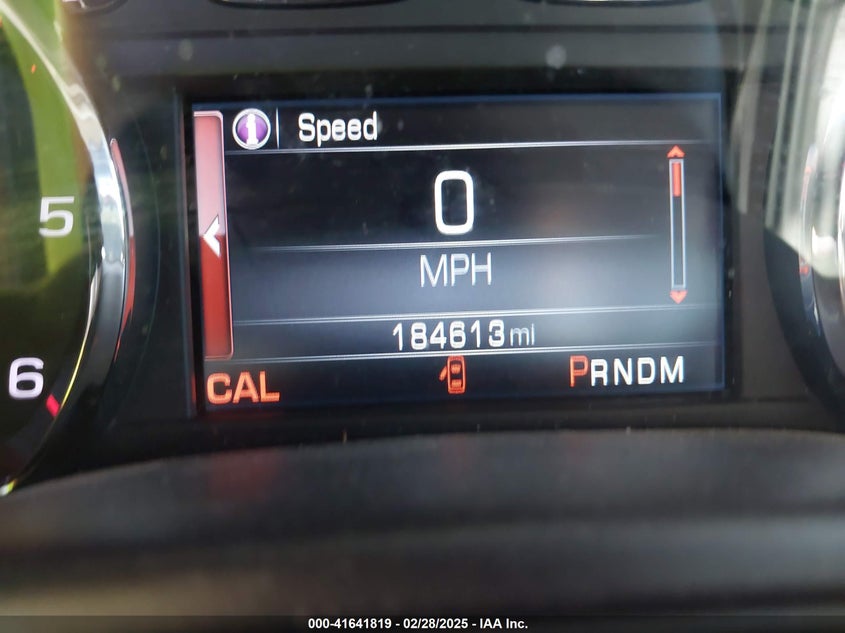 Speed
0
MPH
184613 mi
CAL
PRNDM
5
6
000-41641819 - 02/28/2025 - IAA Inc.